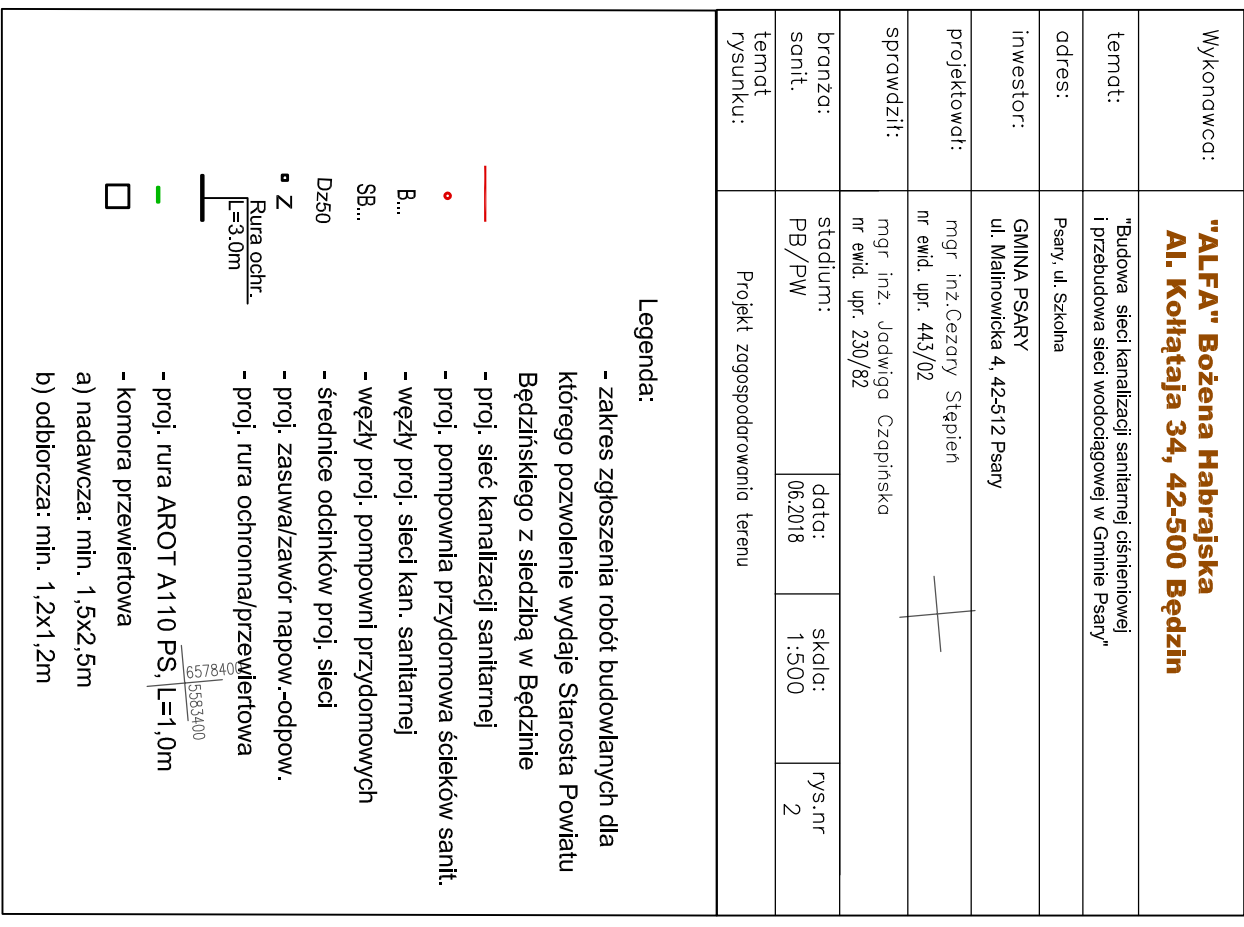 Wykonawca:
"ALFA" Bożena Habrajska
Al. Kołłątaja 34, 42-500 Będzin
temat:
"Budowa sieci kanalizacji sanitarnej ciśnieniowej
i przebudowa sieci wodociągowej w Gminie Psary"
adres:
Psary, ul. Szkolna
inwestor:
GMINA PSARY
ul. Malinowicka 4, 42-512 Psary
projektował:
mgr inż.Cezary Stępień
nr ewid. upr. 443/02
sprawdził:
mgr inż. Jadwiga Czapińska
nr ewid. upr. 230/82
branża:
sanit.
stadium:
PB/PW
data:
06.2018
skala:
1:500
rys.nr
2
temat
rysunku:
Projekt zagospodarowania terenu
Legenda:
- zakres zgłoszenia robót budowlanych dla
którego pozwolenie wydaje Starosta Powiatu
Będzińskiego z siedzibą w Będzinie
- proj. sieć kanalizacji sanitarnej
- proj. pompownia przydomowa ścieków sanit.
B...
- węzły proj. sieci kan. sanitarnej
SB...
- węzły proj. pompowni przydomowych
Dz50
- średnice odcinków proj. sieci
Z
- proj. zasuwa/zawór napow.-odpow.
Rura ochr.
L=3.0m
- proj. rura ochronna/przewiertowa
6578400
5583400
- proj. rura AROT A110 PS, L=1,0m
- komora przewiertowa
a) nadawcza: min. 1,5x2,5m
b) odbiorcza: min. 1,2x1,2m